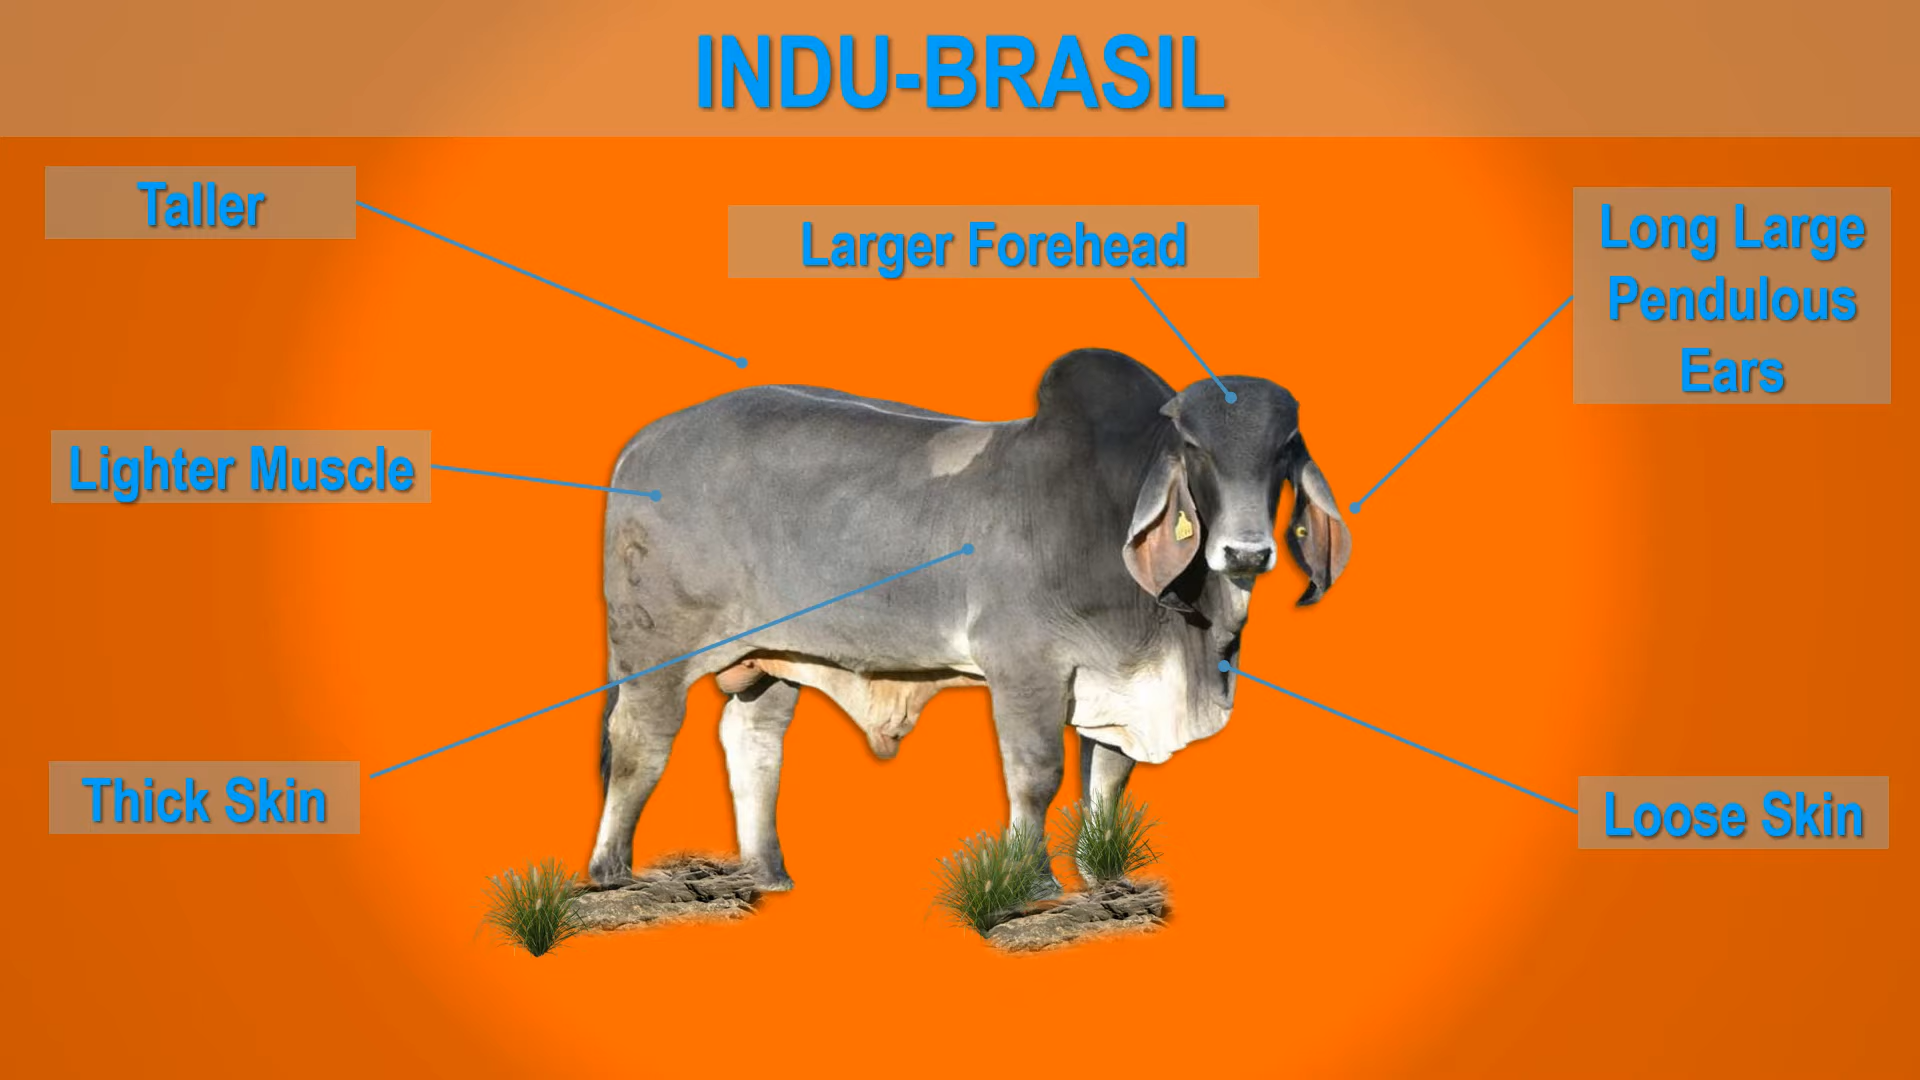 INDU-BRASIL
Taller
Larger Forehead
Long Large
Pendulous
Ears
Lighter Muscle
Thick Skin
Loose Skin